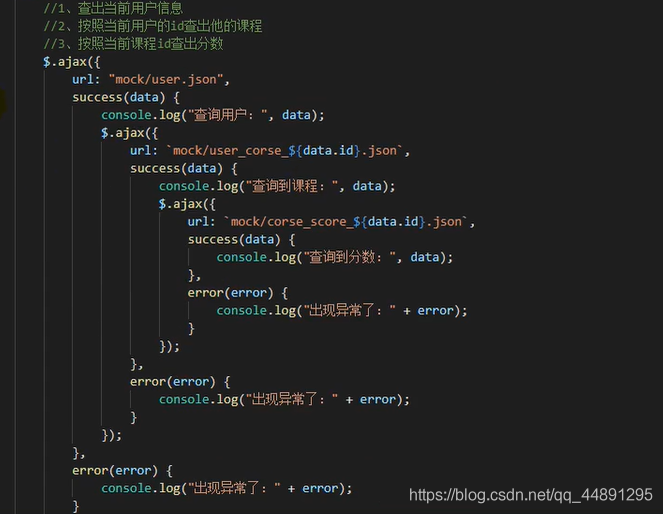 //1、查出当前用户信息
//2、按照当前用户的id查出他的课程
//3、按照当前课程id查出分数
$.ajax({
url: "mock/user.json",
success(data) {
console.log("查询用户：", data);
$.ajax({
url: `mock/user_corse_${data.id}.json`,
success(data) {
console.log("查询到课程：", data);
$.ajax({
url: `mock/corse_score_${data.id}.json`,
success(data) {
console.log("查询到分数：", data);
},
error(error) {
console.log("出现异常了：" + error);
}
});
},
error(error) {
console.log("出现异常了：" + error);
}
});
},
error(error) {
console.log("出现异常了：" + error);
}
https://blog.csdn.net/qq_44891295